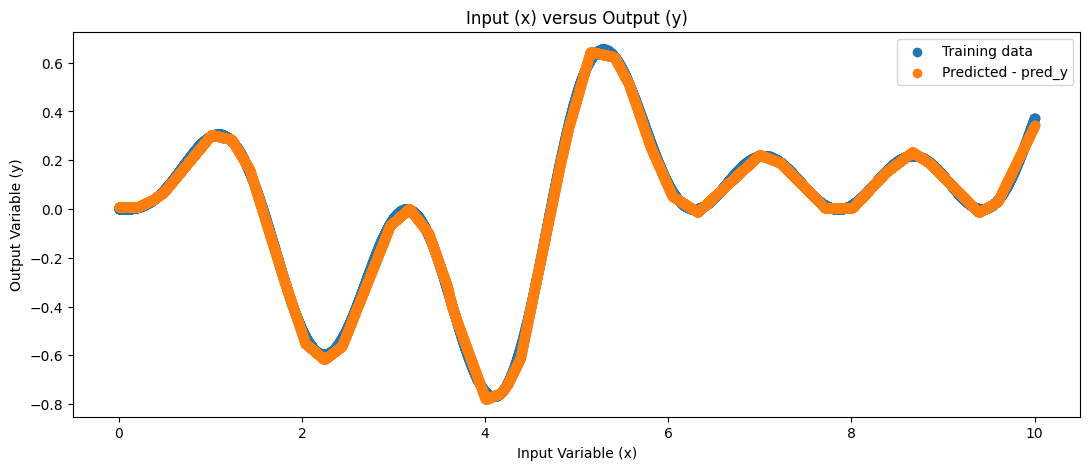 Input (x) versus Output (y)
Training data
Predicted - pred_y
Output Variable (y)
0.6
0.4
0.2
0.0
−0.2
−0.4
−0.6
−0.8
0
2
4
6
8
10
Input Variable (x)